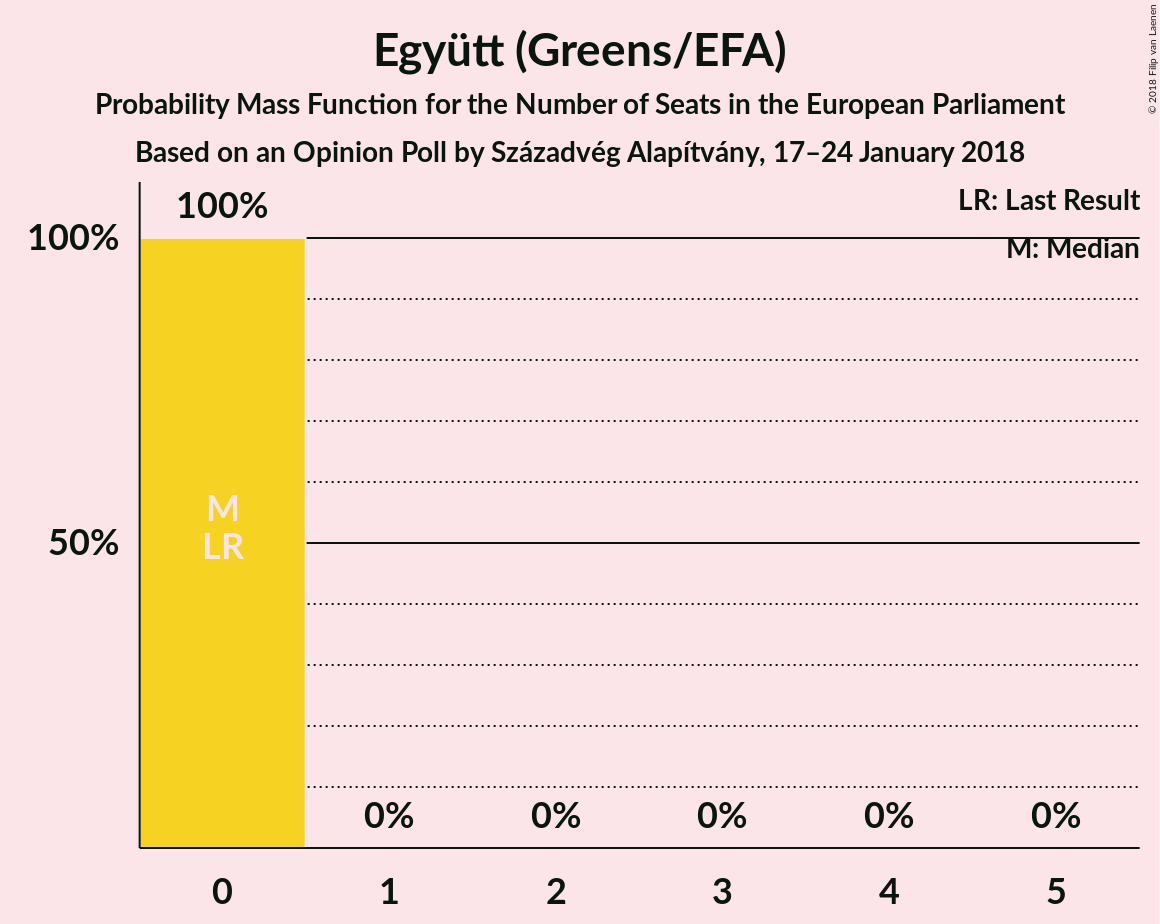 Együtt (Greens/EFA)
Probability Mass Function for the Number of Seats in the European Parliament
Based on an Opinion Poll by Századvég Alapítvány, 17–24 January 2018
© 2018 Filip van Laenen
LR: Last Result
M: Median
100%
100%
50%
M
LR
0%
0%
0%
0%
0%
0
1
2
3
4
5